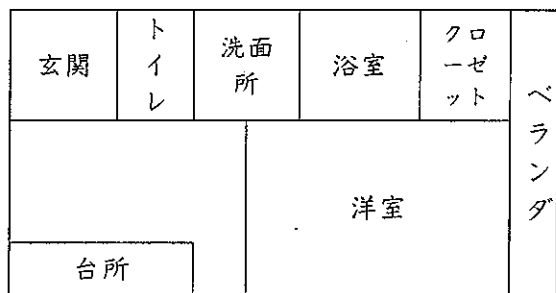 玄関
トイレ
洗面
所
浴室
クロ
ーゼ
ット
ベランダ
洋室
台所